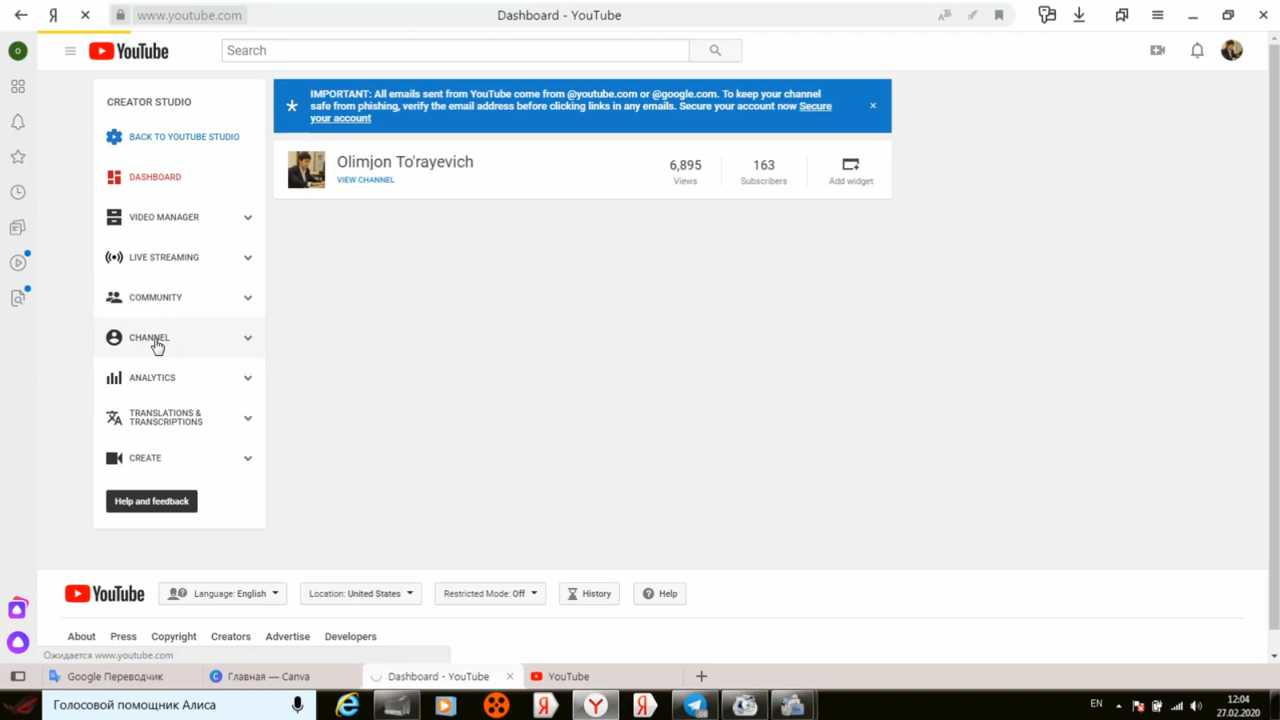 www.youtube.com
Dashboard - YouTube
YouTube
Search
CREATOR STUDIO
BACK TO YOUTUBE STUDIO
DASHBOARD
VIDEO MANAGER
LIVE STREAMING
COMMUNITY
CHANNEL
ANALYTICS
TRANSLATIONS &
TRANSCRIPTIONS
CREATE
Help and feedback
IMPORTANT: All emails sent from YouTube come from @youtube.com or @google.com. To keep your channel
safe from phishing, verify the email address before clicking links in any emails. Secure your account now Secure
your account
Olimjon To'rayevich
VIEW CHANNEL
6,895
Views
163
Subscribers
Add widget
YouTube
Language: English
Location: United States
Restricted Mode: Off
History
Help
About Press Copyright Creators Advertise Developers
Ожидается www.youtube.com
Google Переводчик
Главная — Canva
Dashboard - YouTube
YouTube
Голосовой помощник Алиса
EN
12:04
27.02.2020